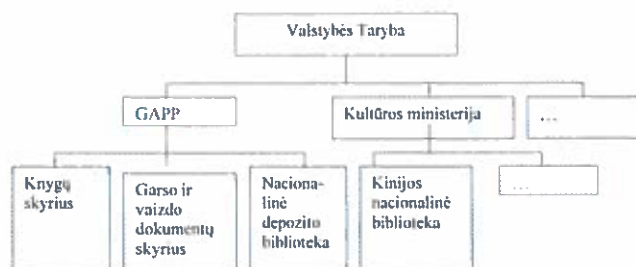 Valstybės Taryba
GAPP
Kultūros ministerija
...
Knygų
skyrius
Garso ir
vaizdo
dokumentų
skyrius
Naciona-
linė
depozito
biblioteka
Kinijos
nacionalinė
biblioteka
...